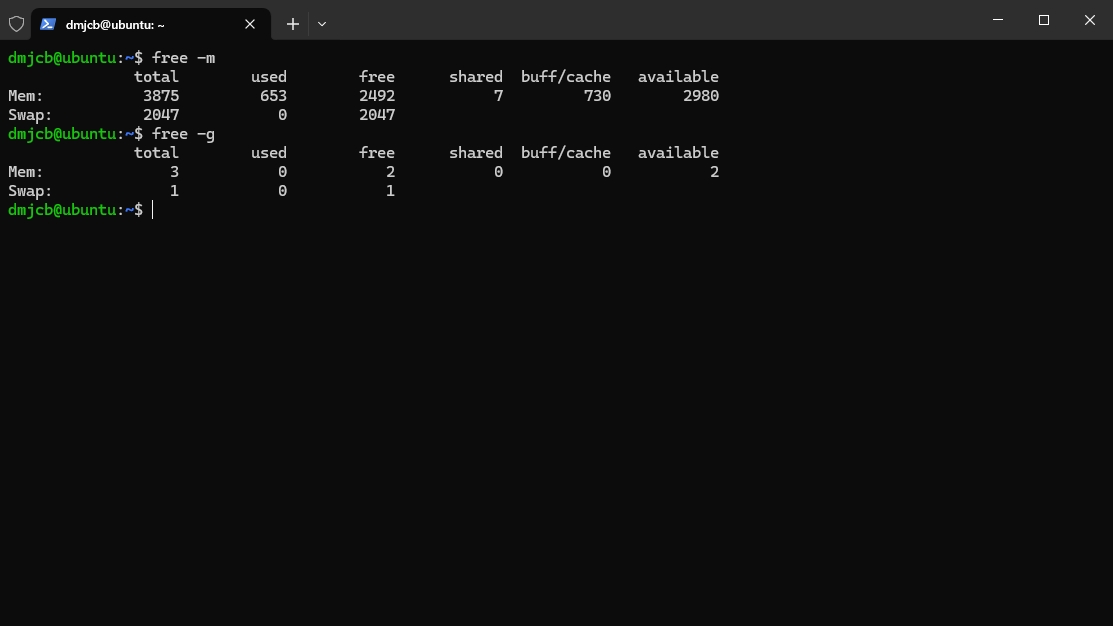 dmjcb@ubuntu: ~
dmjcb@ubuntu:~$ free -m
total used free shared buff/cache available
Mem: 3875 653 2492 7 730 2980
Swap: 2047 0 2047
dmjcb@ubuntu:~$ free -g
total used free shared buff/cache available
Mem: 3 0 2 0 0 2
Swap: 1 0 1
dmjcb@ubuntu:~$